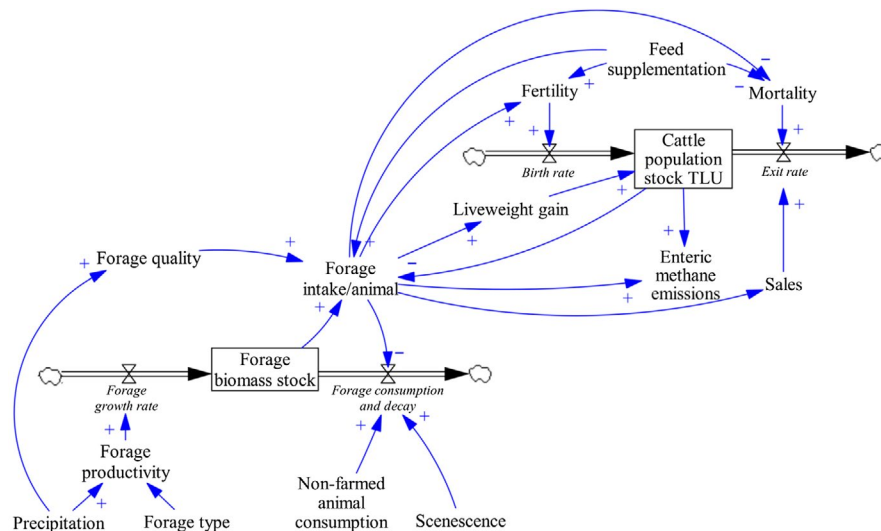 Feed
supplementation
−
−
+
Fertility
Mortality
+
+
+
Cattle
population
stock TLU
Birth rate
Exit rate
+
Liveweight gain
+
+
+
+
Forage quality
+
+
−
Forage
intake/animal
Enteric
methane
emissions
+
Sales
+
Forage
biomass stock
−
Forage
growth rate
Forage consumption
and decay
+
+
+
Forage
productivity
Non-farmed
animal
consumption
+
Precipitation
Forage type
Scenescence